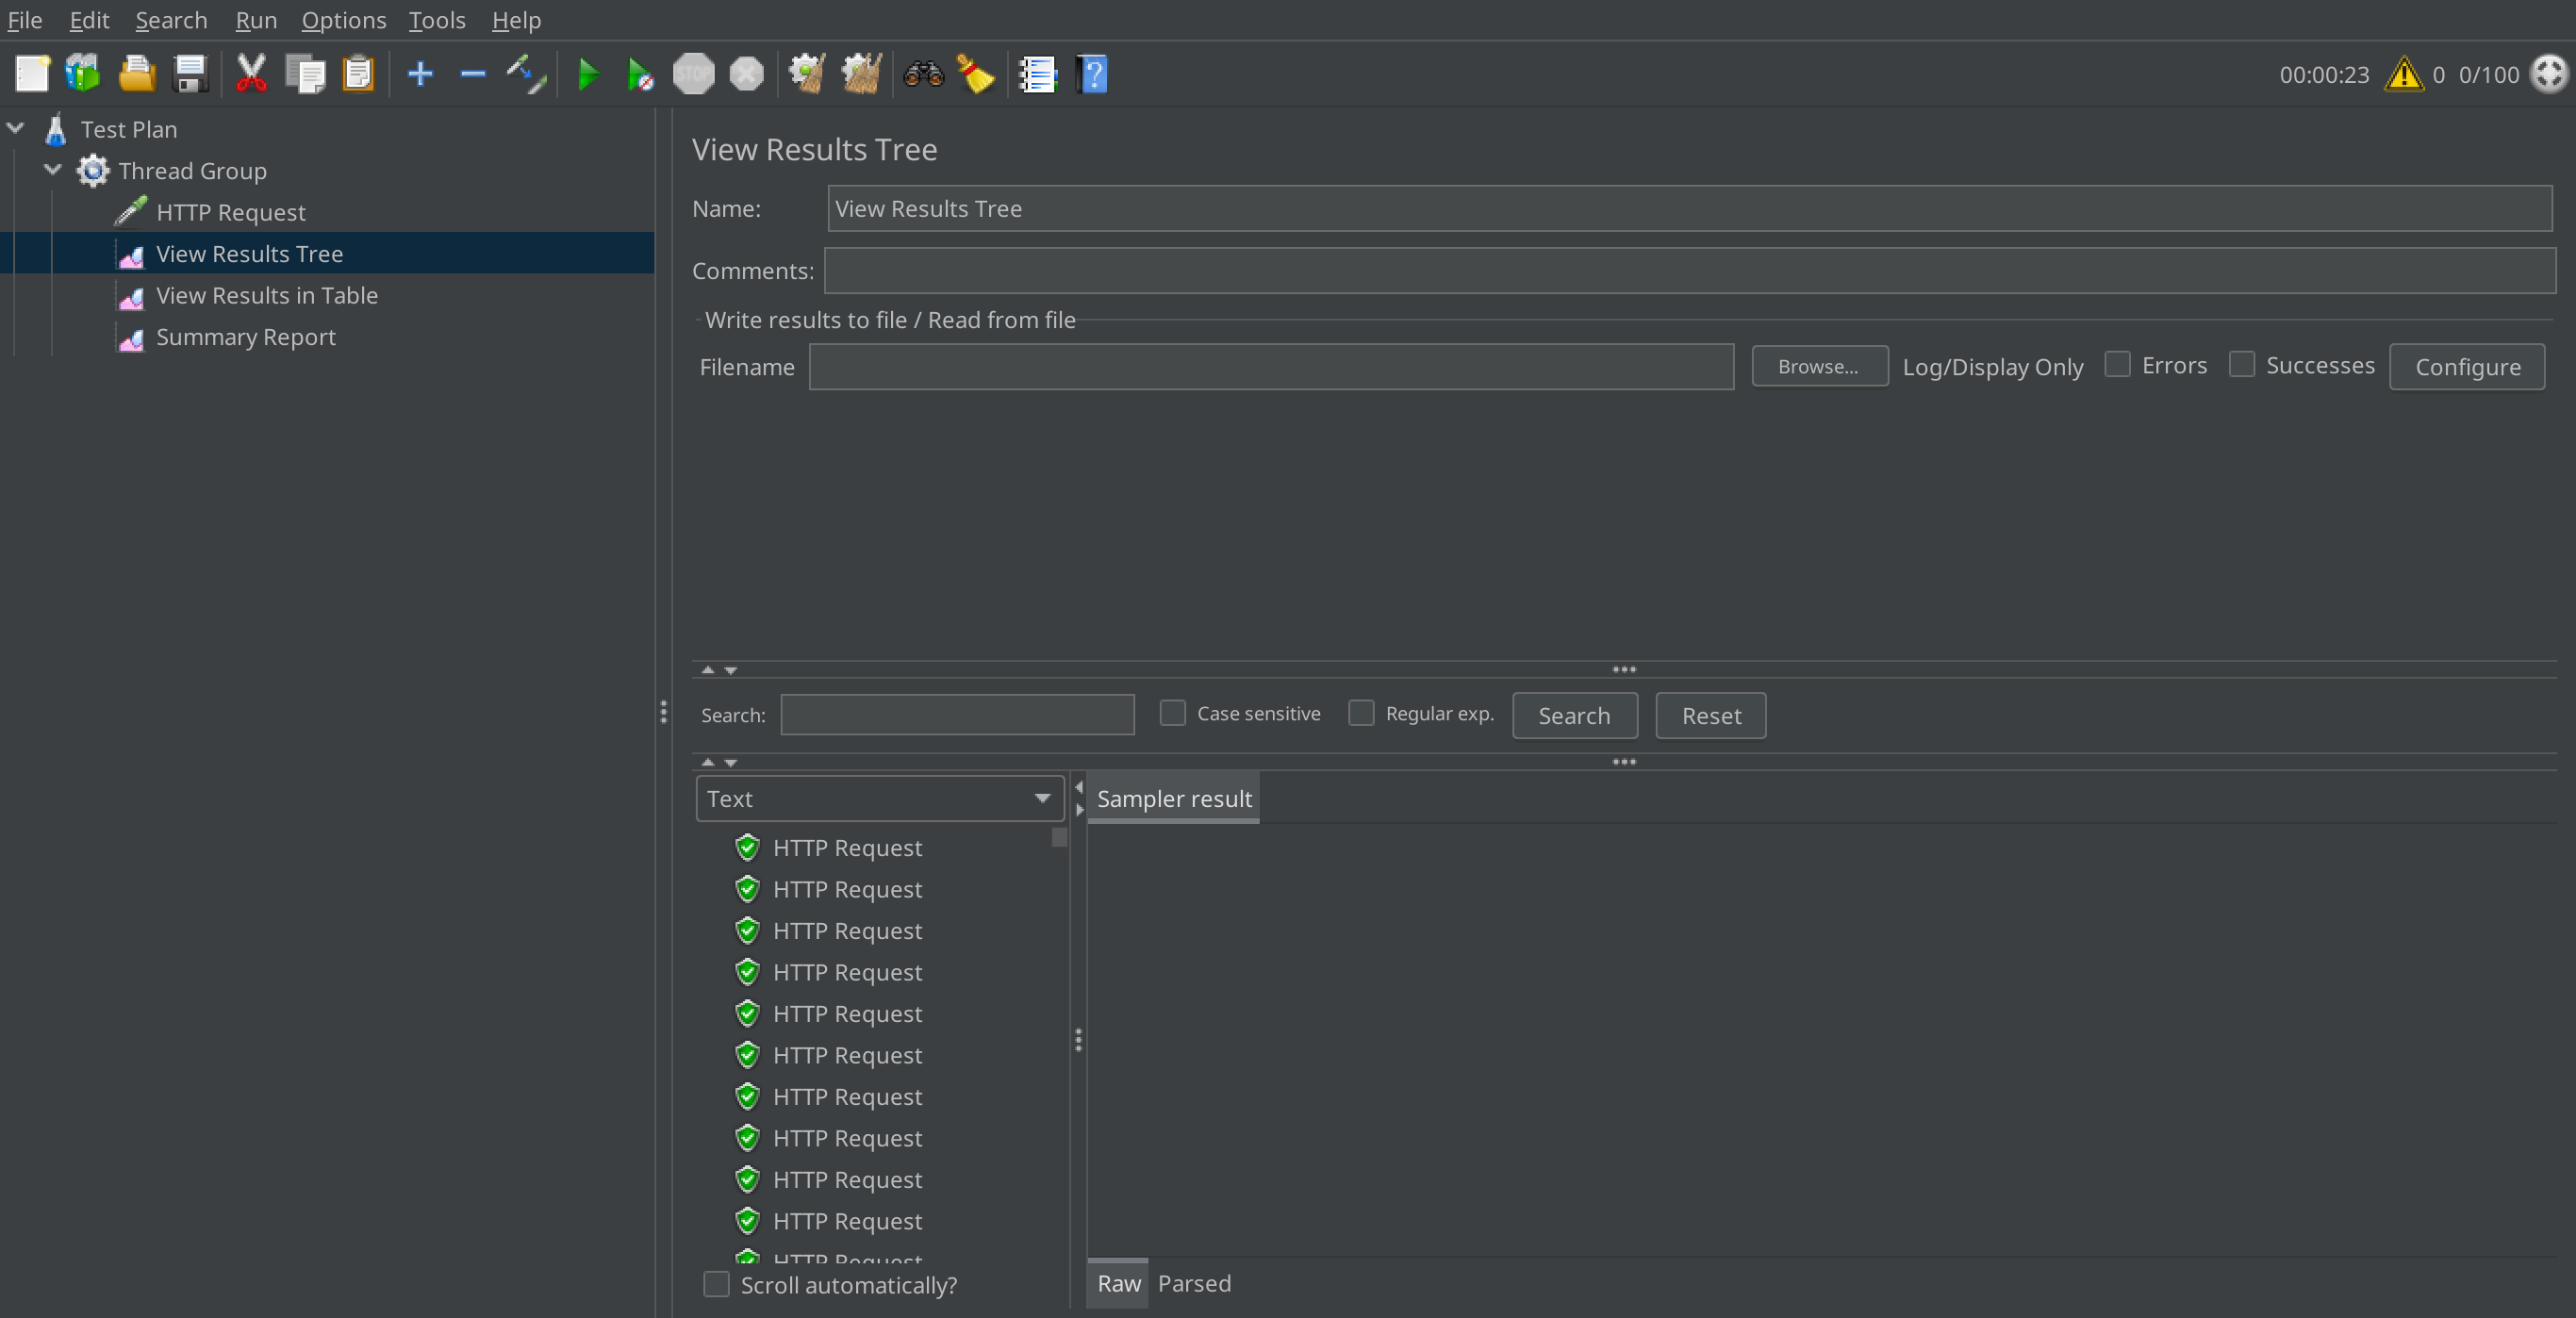 File Edit Search Run Options Tools Help
STOP
00:00:23 0 0/100
Test Plan
Thread Group
HTTP Request
View Results Tree
View Results in Table
Summary Report
View Results Tree
Name: View Results Tree
Comments:
Write results to file / Read from file
Filename Browse... Log/Display Only Errors Successes Configure
Search: Case sensitive Regular exp. Search Reset
Text
Sampler result
HTTP Request
HTTP Request
HTTP Request
HTTP Request
HTTP Request
HTTP Request
HTTP Request
HTTP Request
HTTP Request
HTTP Request
HTTP Request
Scroll automatically?
Raw Parsed